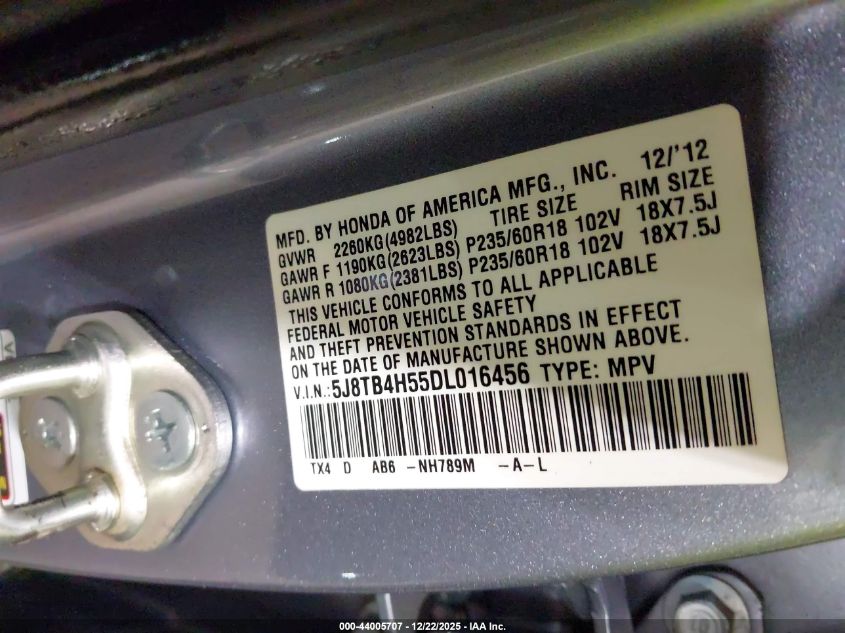 MFD. BY HONDA OF AMERICA MFG., INC. 12/'12
GVWR 2260KG(4982LBS) TIRE SIZE RIM SIZE
GAWR F 1190KG(2623LBS) P235/60R18 102V 18X7.5J
GAWR R 1080KG(2381LBS) P235/60R18 102V 18X7.5J
THIS VEHICLE CONFORMS TO ALL APPLICABLE
FEDERAL MOTOR VEHICLE SAFETY
AND THEFT PREVENTION STANDARDS IN EFFECT
ON THE DATE OF MANUFACTURE SHOWN ABOVE.
V.I.N.: 5J8TB4H55DL016456 TYPE: MPV
TX4 D AB6 -NH789M -A-L
000-44005707 - 12/22/2025 - IAA Inc.